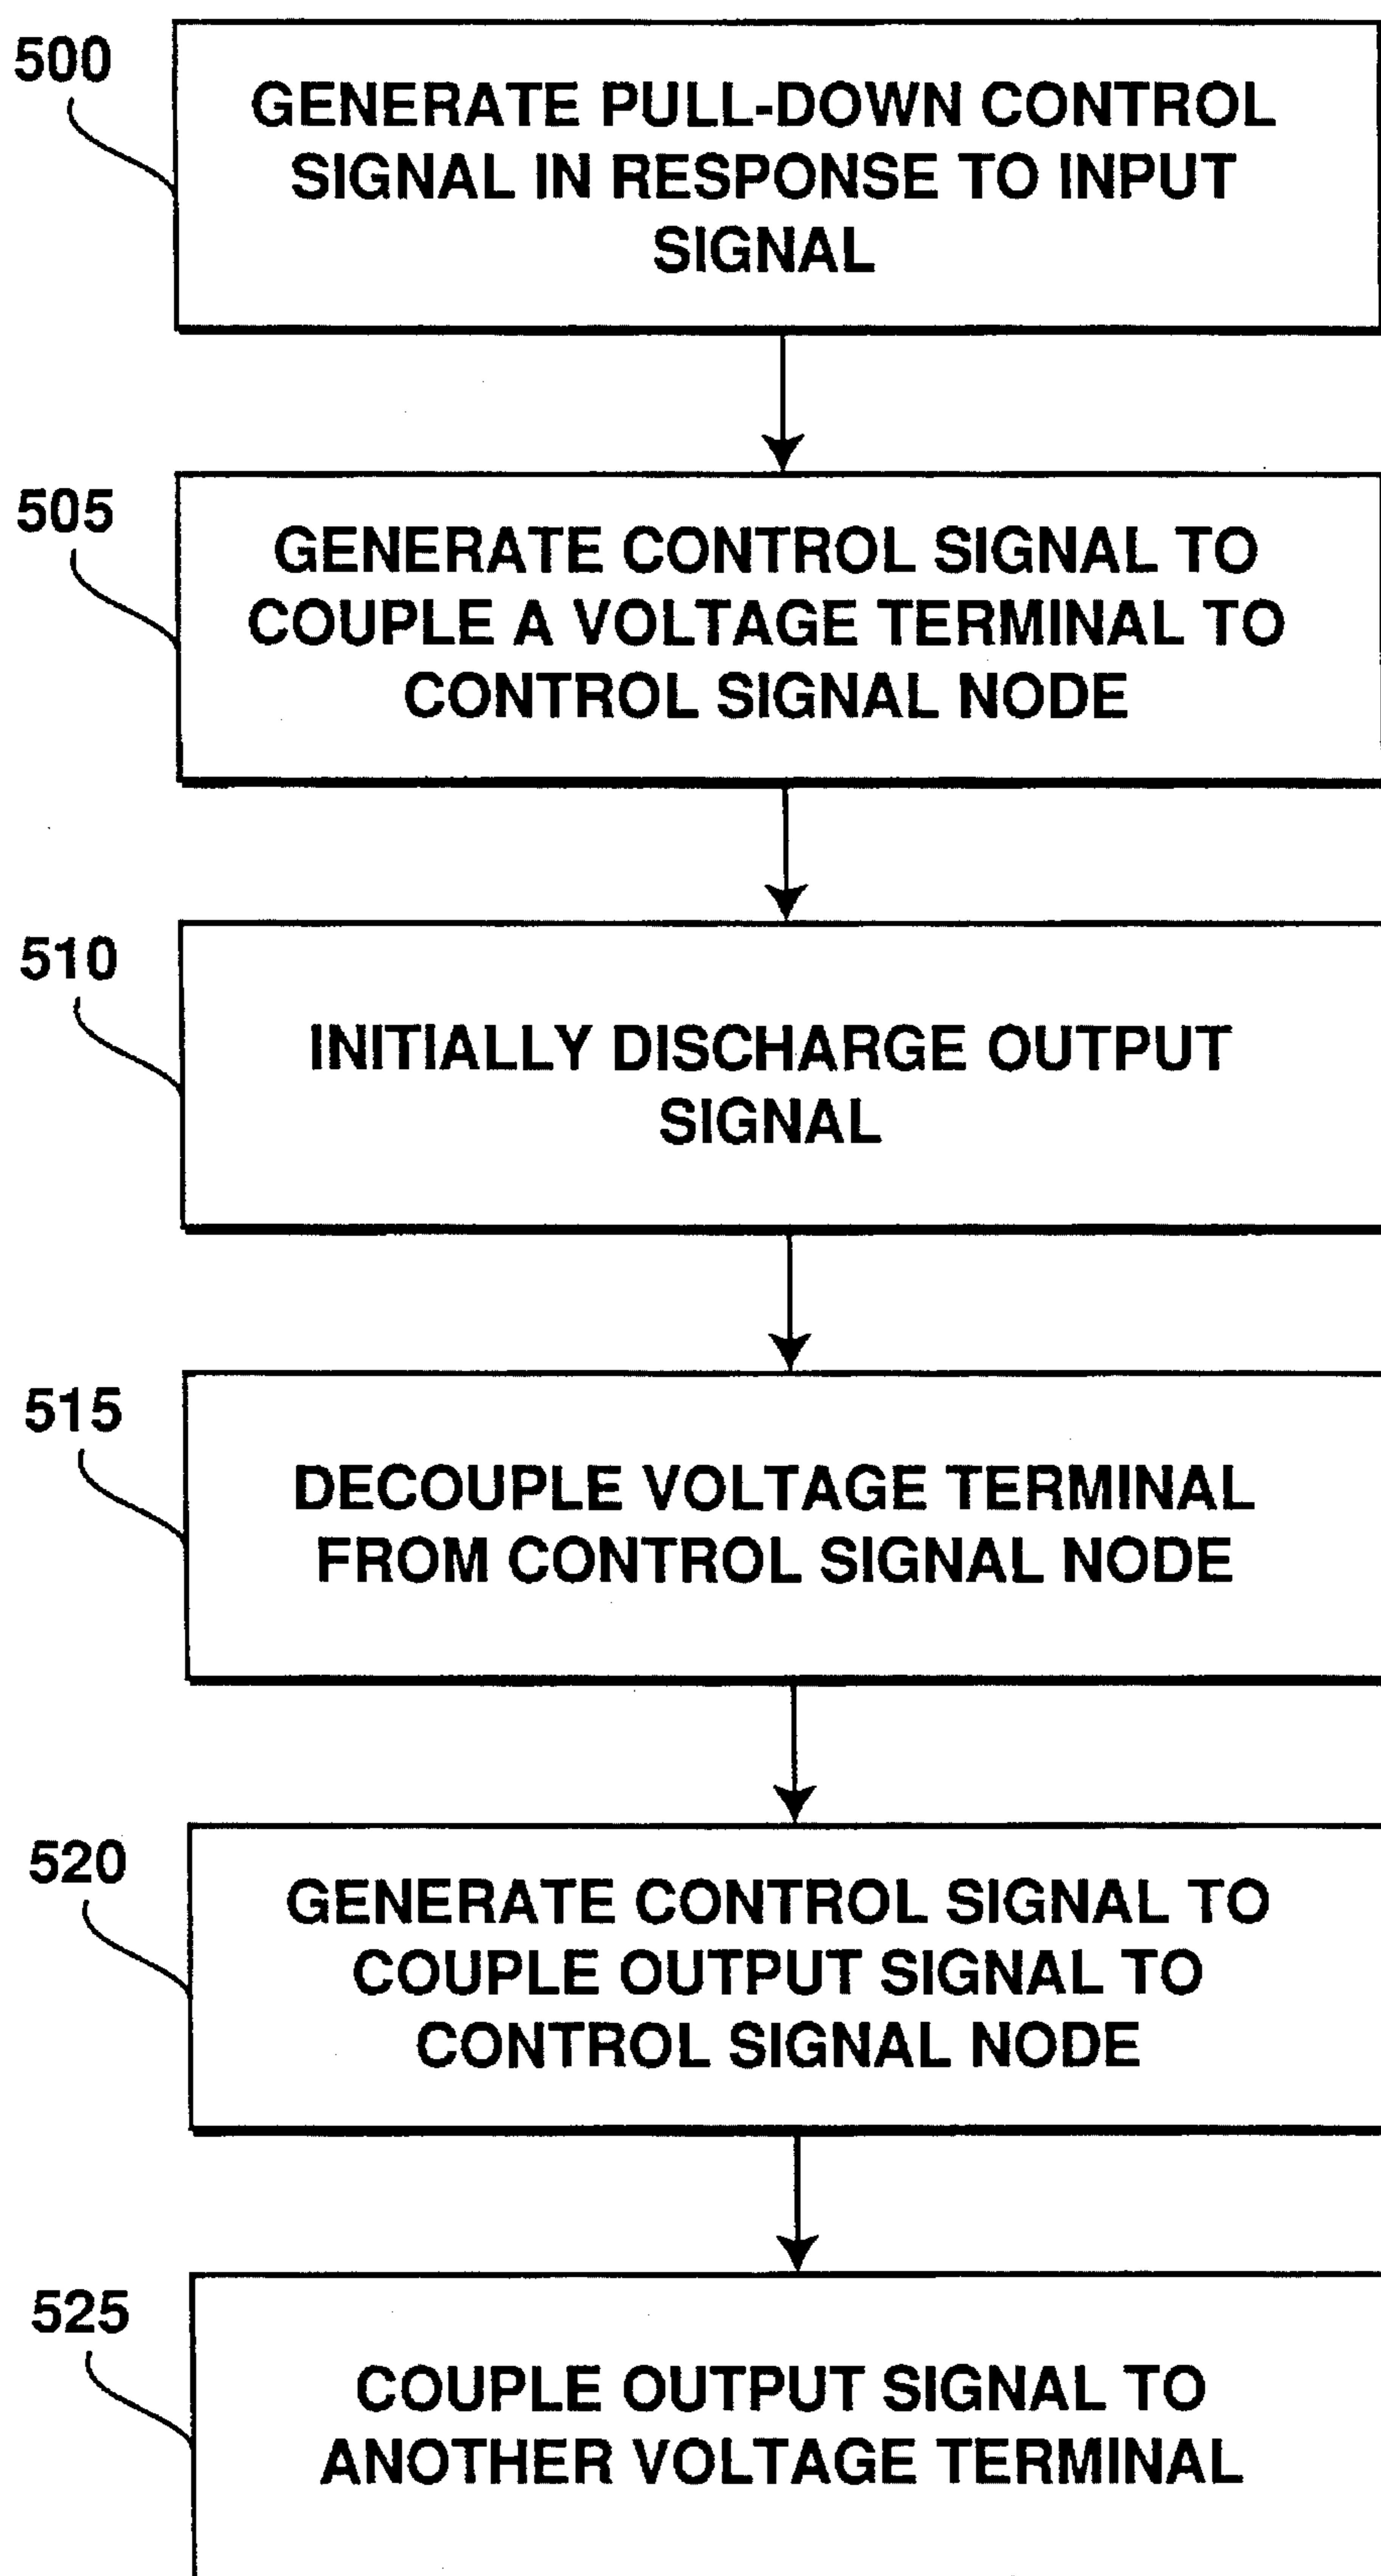 500
GENERATE PULL-DOWN CONTROL
SIGNAL IN RESPONSE TO INPUT
SIGNAL
505
GENERATE CONTROL SIGNAL TO
COUPLE A VOLTAGE TERMINAL TO
CONTROL SIGNAL NODE
510
INITIALLY DISCHARGE OUTPUT
SIGNAL
515
DECOUPLE VOLTAGE TERMINAL
FROM CONTROL SIGNAL NODE
520
GENERATE CONTROL SIGNAL TO
COUPLE OUTPUT SIGNAL TO
CONTROL SIGNAL NODE
525
COUPLE OUTPUT SIGNAL TO
ANOTHER VOLTAGE TERMINAL